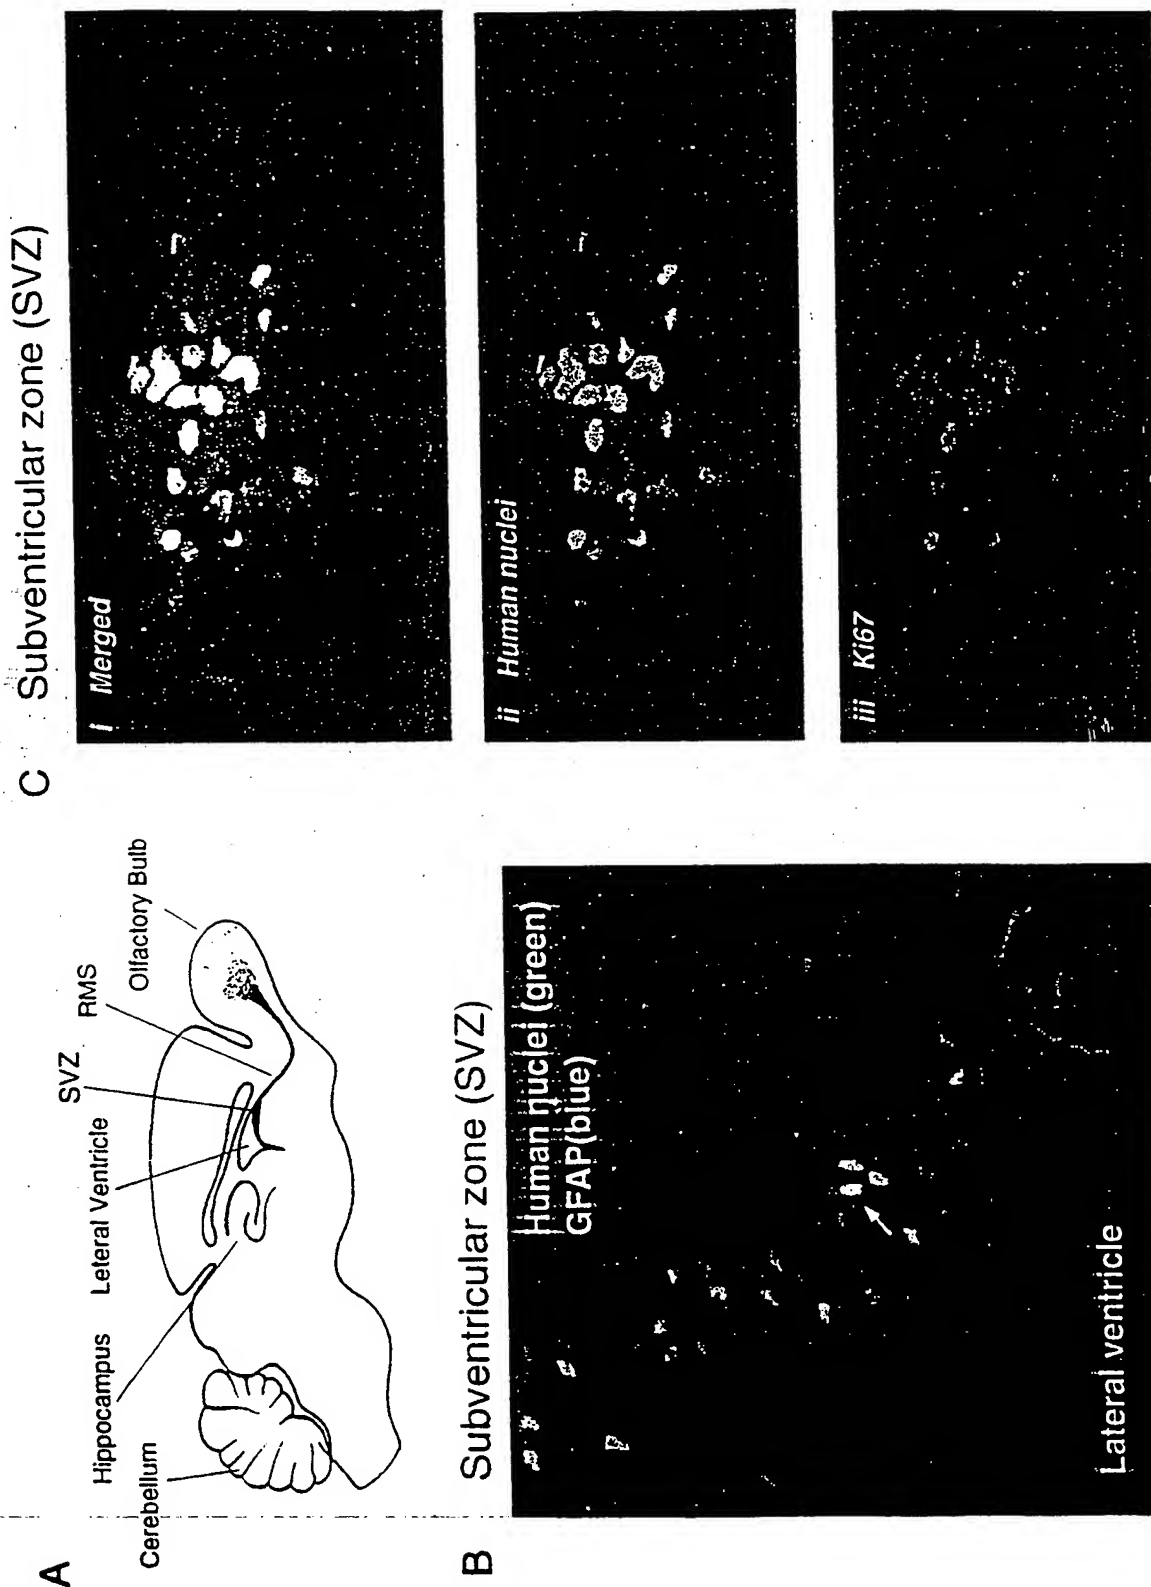 A
Cerebellum
Hippocampus
Leteral Ventricle
SVZ
RMS
Olfactory Bulb
B
Subventricular zone (SVZ)
Human nuclei (green)
GFAP(blue)
Lateral ventricle
C
Subventricular zone (SVZ)
i Merged
ii Human nuclei
iii Ki67